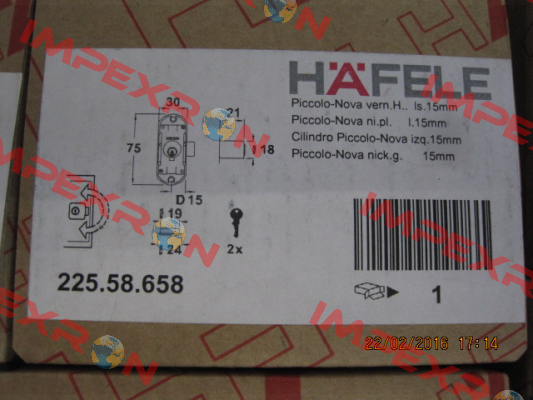 HÄFELE
Piccolo-Nova vern.H.. ls.15mm
Piccolo-Nova ni.pl. l.15mm
Cilindro Piccolo-Nova izq.15mm
Piccolo-Nova nick.g. 15mm
30
21
75
18
D 15
19
24
2x
225.58.658
1
22/02/2016 17:14
IMPEXRON
IMPEXRON
IMPEXRON